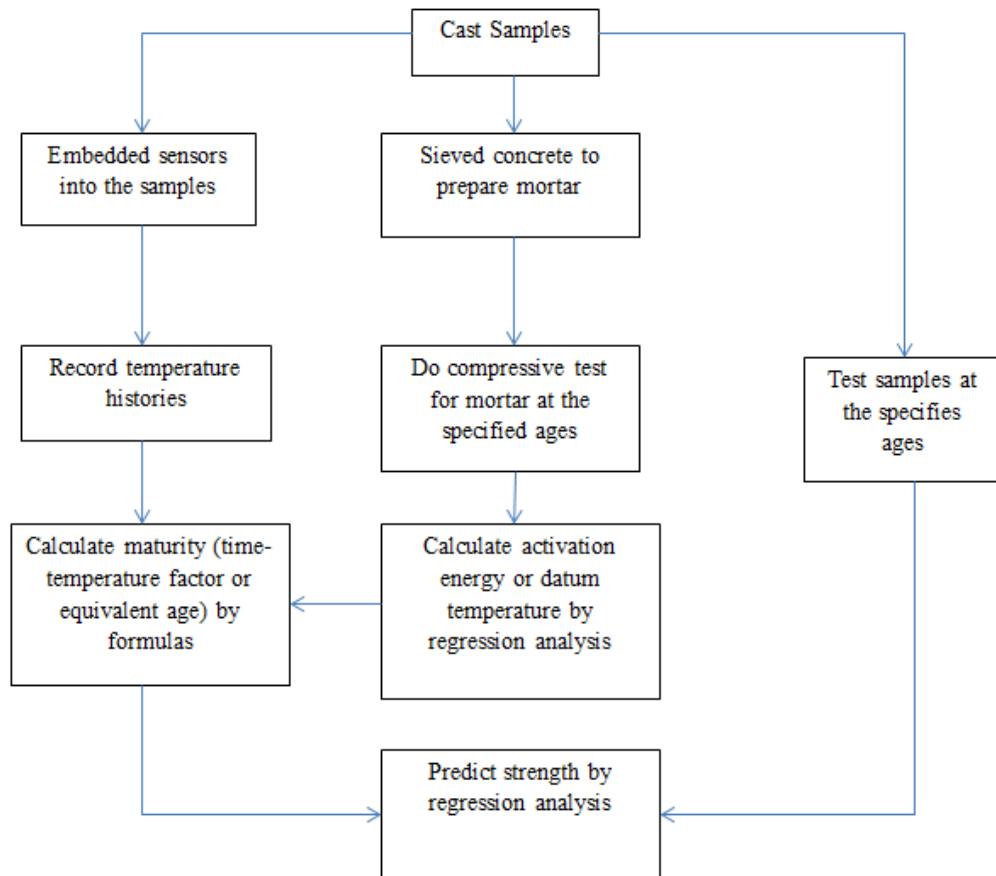 Cast Samples
Embedded sensors
into the samples
Sieved concrete to
prepare mortar
Record temperature
histories
Do compressive test
for mortar at the
specified ages
Test samples at
the specifies
ages
Calculate maturity (time-
temperature factor or
equivalent age) by
formulas
Calculate activation
energy or datum
temperature by
regression analysis
Predict strength by
regression analysis